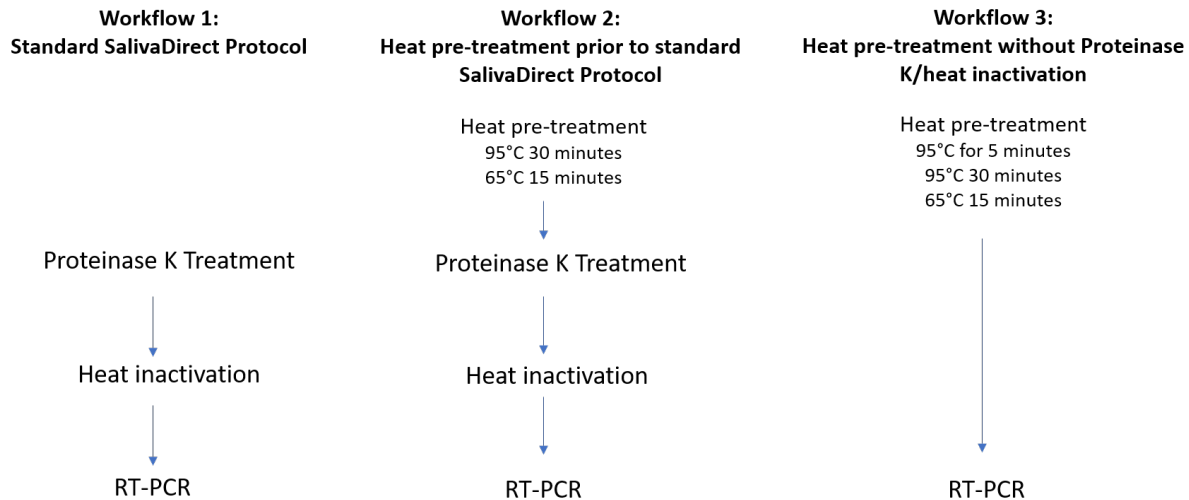 Workflow 1:
Standard SalivaDirect Protocol
Proteinase K Treatment
Heat inactivation
RT-PCR
Workflow 2:
Heat pre-treatment prior to standard
SalivaDirect Protocol
Heat pre-treatment
95°C 30 minutes
65°C 15 minutes
Proteinase K Treatment
Heat inactivation
RT-PCR
Workflow 3:
Heat pre-treatment without Proteinase
K/heat inactivation
Heat pre-treatment
95°C for 5 minutes
95°C 30 minutes
65°C 15 minutes
RT-PCR